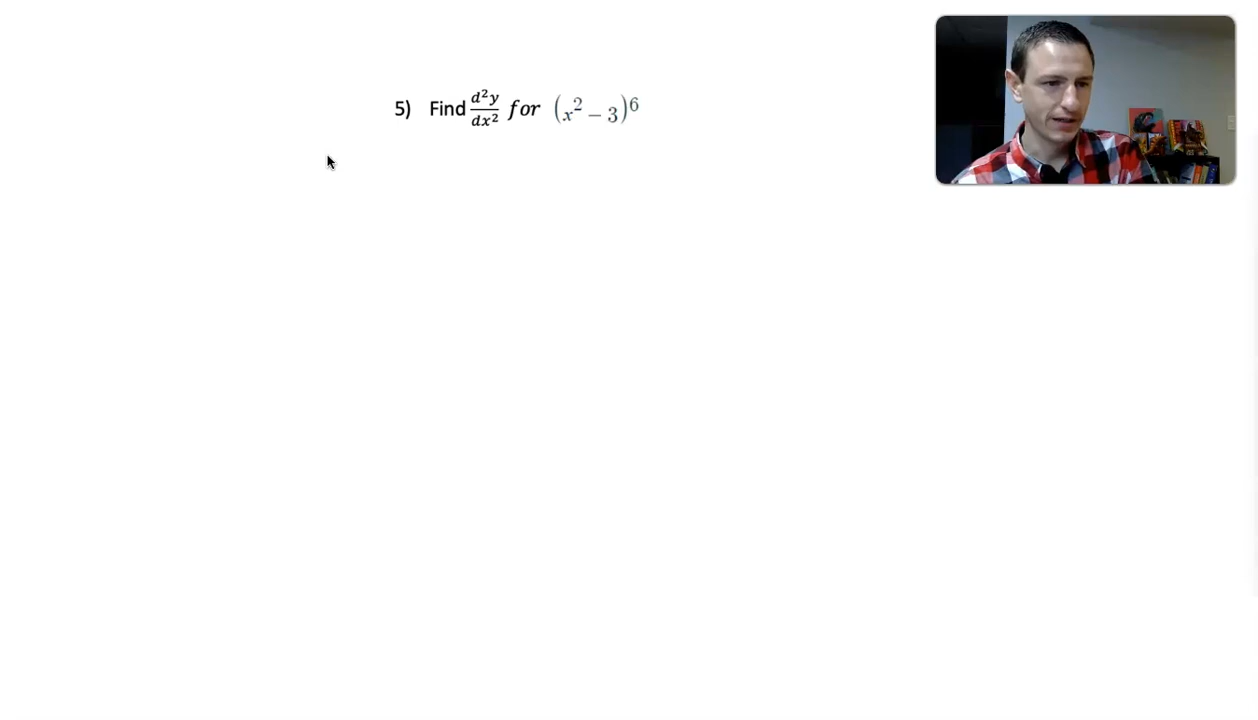 5) Find d²y/dx² for (x² − 3)⁶